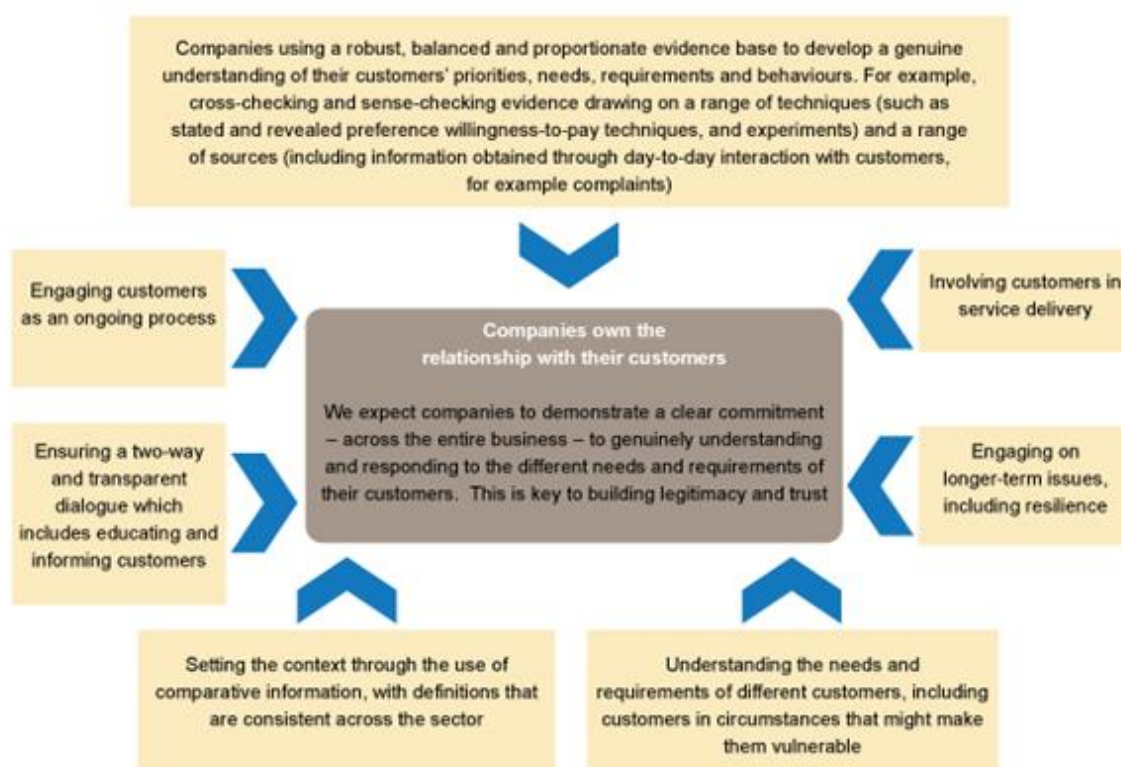 Companies using a robust, balanced and proportionate evidence base to develop a genuine
understanding of their customers' priorities, needs, requirements and behaviours. For example,
cross-checking and sense-checking evidence drawing on a range of techniques (such as
stated and revealed preference willingness-to-pay techniques, and experiments) and a range
of sources (including information obtained through day-to-day interaction with customers,
for example complaints)
Engaging customers
as an ongoing process
Involving customers in
service delivery
Companies own the
relationship with their customers
We expect companies to demonstrate a clear commitment
– across the entire business – to genuinely understanding
and responding to the different needs and requirements of
their customers. This is key to building legitimacy and trust
Ensuring a two-way
and transparent
dialogue which
includes educating and
informing customers
Engaging on
longer-term issues,
including resilience
Setting the context through the use of
comparative information, with definitions that
are consistent across the sector
Understanding the needs and
requirements of different customers, including
customers in circumstances that might make
them vulnerable